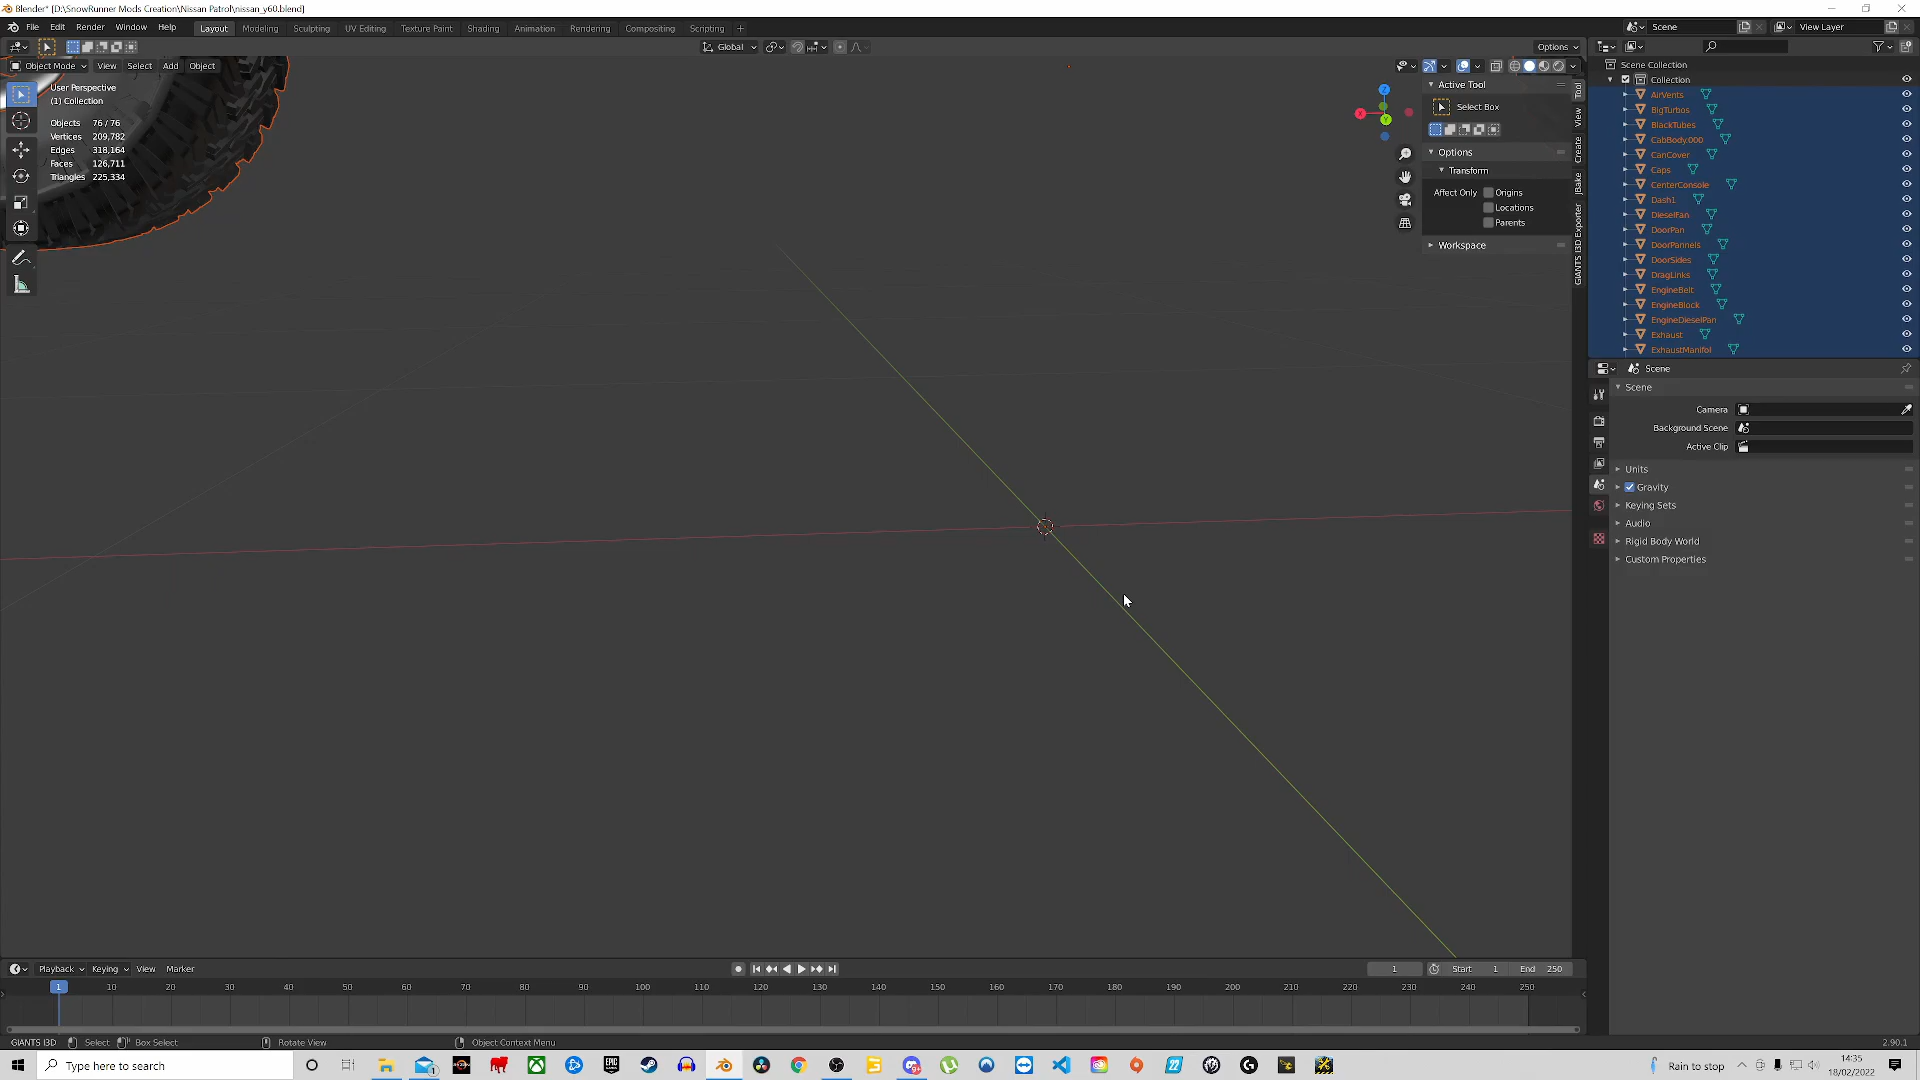 Blender* [D:\SnowRunner Mods Creation\Nissan Patrol\nissan_y60.blend]
File Edit Render Window Help Layout Modeling Sculpting UV Editing Texture Paint Shading Animation Rendering Compositing Scripting + Scene View Layer
Global Options
Object Mode View Select Add Object
User Perspective
(1) Collection
Objects 76 / 76
Vertices 209,782
Edges 318,164
Faces 126,711
Triangles 225,334
Active Tool
Select Box
Options
Transform
Affect Only Origins
Locations
Parents
Workspace
Tool
View
Create
JBake
GIANTS I3D Exporter
Scene Collection
Collection
AirVents
BigTurbos
BlackTubes
CabBody.000
CanCover
Caps
CenterConsole
Dash1
DieselFan
DoorPan
DoorPannels
DoorSides
DragLinks
EngineBelt
EngineBlock
EngineDieselPan
Exhaust
ExhaustManifol
Scene
Scene
Camera
Background Scene
Active Clip
Units
Gravity
Keying Sets
Audio
Rigid Body World
Custom Properties
Playback Keying View Marker 1 Start 1 End 250
1 10 20 30 40 50 60 70 80 90 100 110 120 130 140 150 160 170 180 190 200 210 220 230 240 250
GIANTS I3D Select Box Select Rotate View Object Context Menu 2.90.1
Type here to search
Rain to stop
14:35
18/02/2022